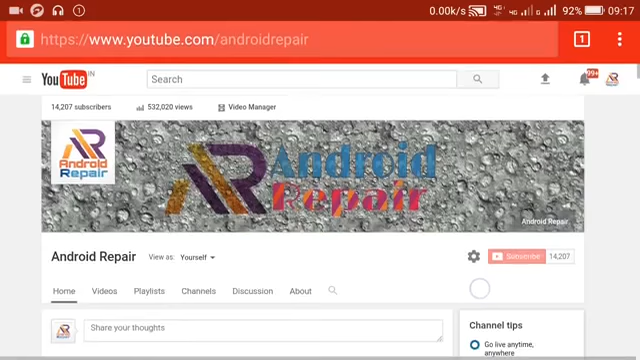 0.00k/s 4G 4G 92% 09:17
https://www.youtube.com/androidrepair 1
YouTube IN Search 99+
14,207 subscribers 532,020 views Video Manager
AR
Android
Repair
Android
Repair
Android Repair
Android Repair View as: Yourself Subscribe 14,207
Home Videos Playlists Channels Discussion About
Share your thoughts
Channel tips
Go live anytime,
anywhere